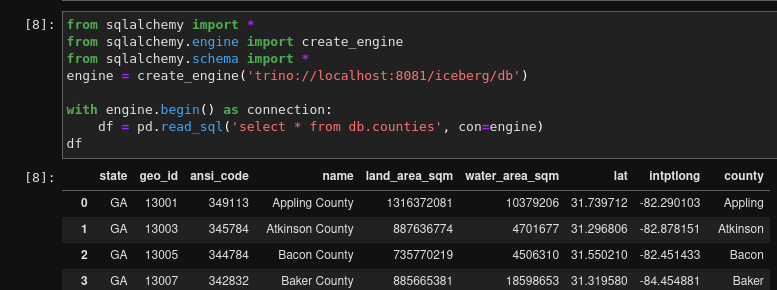 [8]: from sqlalchemy import *
from sqlalchemy.engine import create_engine
from sqlalchemy.schema import *
engine = create_engine('trino://localhost:8081/iceberg/db')
with engine.begin() as connection:
    df = pd.read_sql('select * from db.counties', con=engine)
df
[8]: state geo_id ansi_code name land_area_sqm water_area_sqm lat intptlong county
0 GA 13001 349113 Appling County 1316372081 10379206 31.739712 -82.290103 Appling
1 GA 13003 345784 Atkinson County 887636774 4701677 31.296806 -82.878151 Atkinson
2 GA 13005 344784 Bacon County 735770219 4506310 31.550210 -82.451433 Bacon
3 GA 13007 342832 Baker County 885665381 18598653 31.319580 -84.454881 Baker